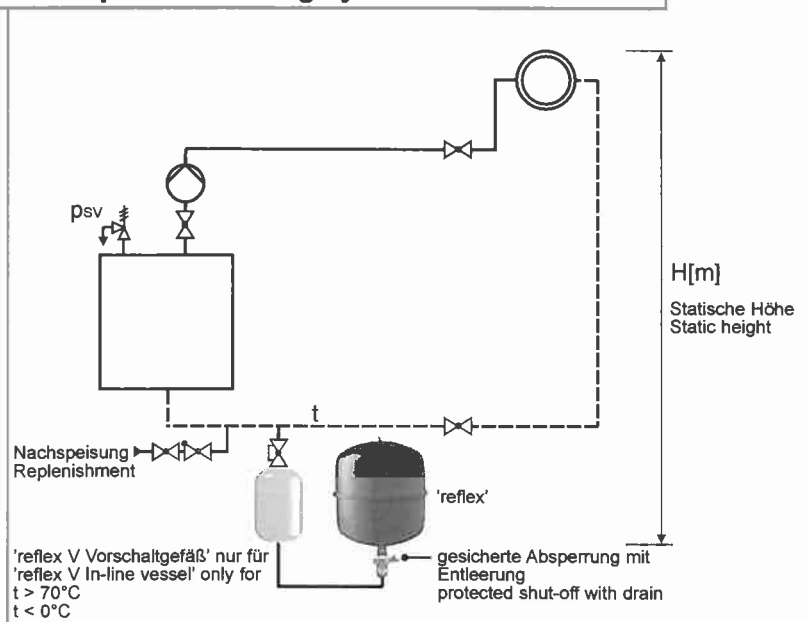 psv
H[m]
Statische Höhe
Static height
t
Nachspeisung
Replenishment
'reflex'
'reflex V Vorschaltgefäß' nur für
'reflex V In-line vessel' only for
t > 70°C
t < 0°C
gesicherte Absperrung mit
Entleerung
protected shut-off with drain